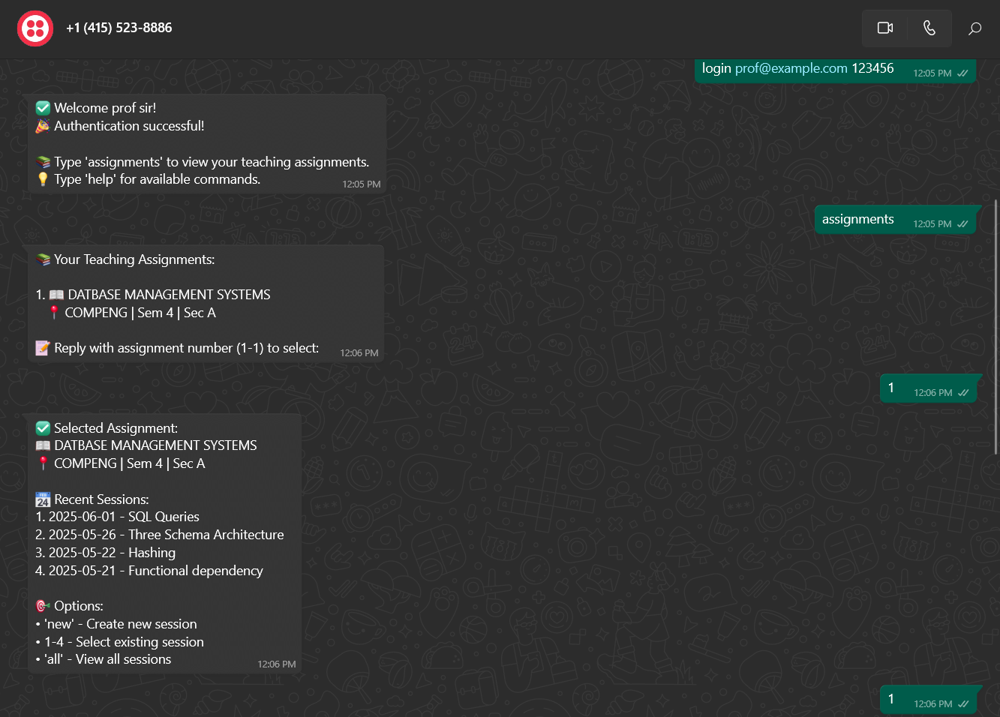 +1 (415) 523-8886
login prof@example.com 123456 12:05 PM
✅ Welcome prof sir!
🎉 Authentication successful!
📚 Type 'assignments' to view your teaching assignments.
💡 Type 'help' for available commands. 12:05 PM
assignments 12:05 PM
📚 Your Teaching Assignments:
1. 📖 DATBASE MANAGEMENT SYSTEMS
📍 COMPENG | Sem 4 | Sec A
📝 Reply with assignment number (1-1) to select: 12:06 PM
1 12:06 PM
✅ Selected Assignment:
📖 DATBASE MANAGEMENT SYSTEMS
📍 COMPENG | Sem 4 | Sec A
📅 Recent Sessions:
1. 2025-06-01 - SQL Queries
2. 2025-05-26 - Three Schema Architecture
3. 2025-05-22 - Hashing
4. 2025-05-21 - Functional dependency
🎯 Options:
• 'new' - Create new session
• 1-4 - Select existing session
• 'all' - View all sessions 12:06 PM
1 12:06 PM